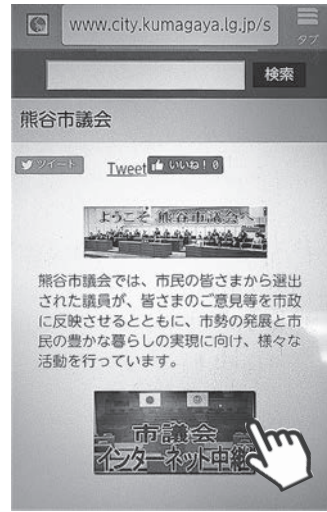 www.city.kumagaya.lg.jp/s
タブ
検索
熊谷市議会
ツイート
Tweet
いいね！ 0
ようこそ 熊谷市議会へ
熊谷市議会では、市民の皆さまから選出
された議員が、皆さまのご意見等を市政
に反映させるとともに、市勢の発展と市
民の豊かな暮らしの実現に向け、様々な
活動を行っています。
市議会
インターネット中継